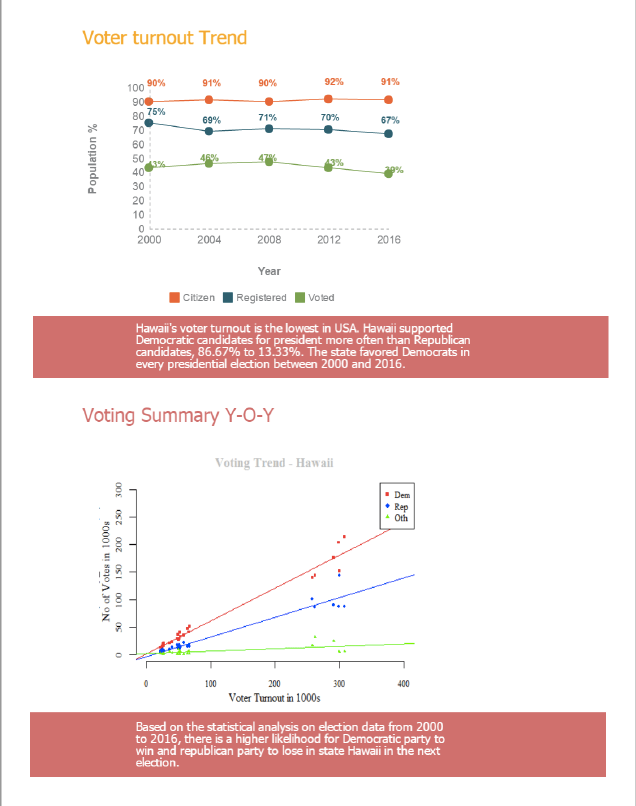 Voter turnout Trend
90% 91% 90% 92% 91%
75% 69% 71% 70% 67%
43% 46% 47% 43% 39%
100
90
80
70
60
50
40
30
20
10
0
Population %
2000 2004 2008 2012 2016
Year
Citizen Registered Voted
Hawaii's voter turnout is the lowest in USA. Hawaii supported
Democratic candidates for president more often than Republican
candidates, 86.67% to 13.33%. The state favored Democrats in
every presidential election between 2000 and 2016.
Voting Summary Y-O-Y
Voting Trend - Hawaii
Dem
Rep
Oth
300
250
200
150
100
50
0
No of Votes in 1000s
0 100 200 300 400
Voter Turnout in 1000s
Based on the statistical analysis on election data from 2000
to 2016, there is a higher likelihood for Democratic party to
win and republican party to lose in state Hawaii in the next
election.